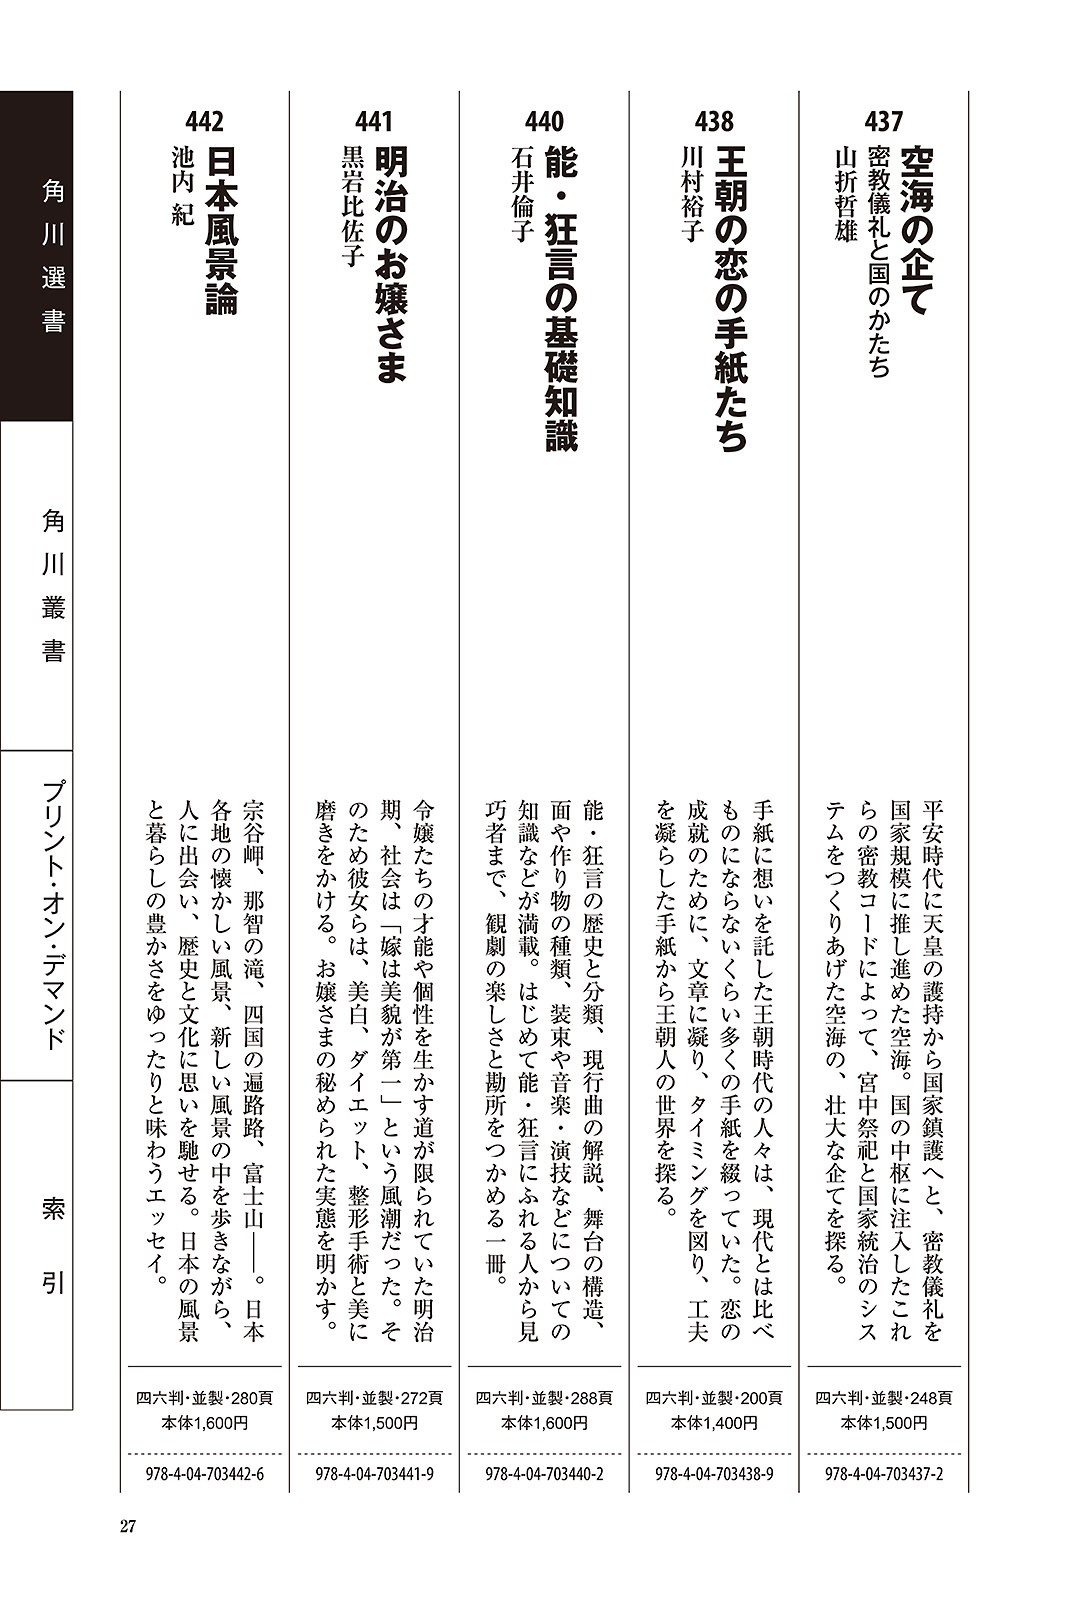 437
空海の企て
密教儀礼と国のかたち
山折哲雄
平安時代に天皇の護持から国家鎮護へと、密教儀礼を
国家規模に推し進めた空海。国の中枢に注入したこれ
らの密教コードによって、宮中祭祀と国家統治のシス
テムをつくりあげた空海の、壮大な企てを探る。
四六判・並製・248頁
本体1,500円
978-4-04-703437-2
438
王朝の恋の手紙たち
川村裕子
手紙に想いを託した王朝時代の人々は、現代とは比べ
ものにならないくらい多くの手紙を綴っていた。恋の
成就のために、文章に凝り、タイミングを図り、工夫
を凝らした手紙から王朝人の世界を探る。
四六判・並製・200頁
本体1,400円
978-4-04-703438-9
440
能・狂言の基礎知識
石井倫子
能・狂言の歴史と分類、現行曲の解説、舞台の構造、
面や作り物の種類、装束や音楽・演技などについての
知識などが満載。はじめて能・狂言にふれる人から見
巧者まで、観劇の楽しさと勘所をつかめる一冊。
四六判・並製・288頁
本体1,600円
978-4-04-703440-2
441
明治のお嬢さま
黒岩比佐子
令嬢たちの才能や個性を生かす道が限られていた明治
期、社会は「嫁は美貌が第一」という風潮だった。そ
のため彼女らは、美白、ダイエット、整形手術と美に
磨きをかける。お嬢さまの秘められた実態を明かす。
四六判・並製・272頁
本体1,500円
978-4-04-703441-9
442
日本風景論
池内 紀
宗谷岬、那智の滝、四国の遍路路、富士山――。日本
各地の懐かしい風景、新しい風景の中を歩きながら、
人に出会い、歴史と文化に思いを馳せる。日本の風景
と暮らしの豊かさをゆったりと味わうエッセイ。
四六判・並製・280頁
本体1,600円
978-4-04-703442-6
角川選書
角川叢書
プリント・オン・デマンド
索引
27